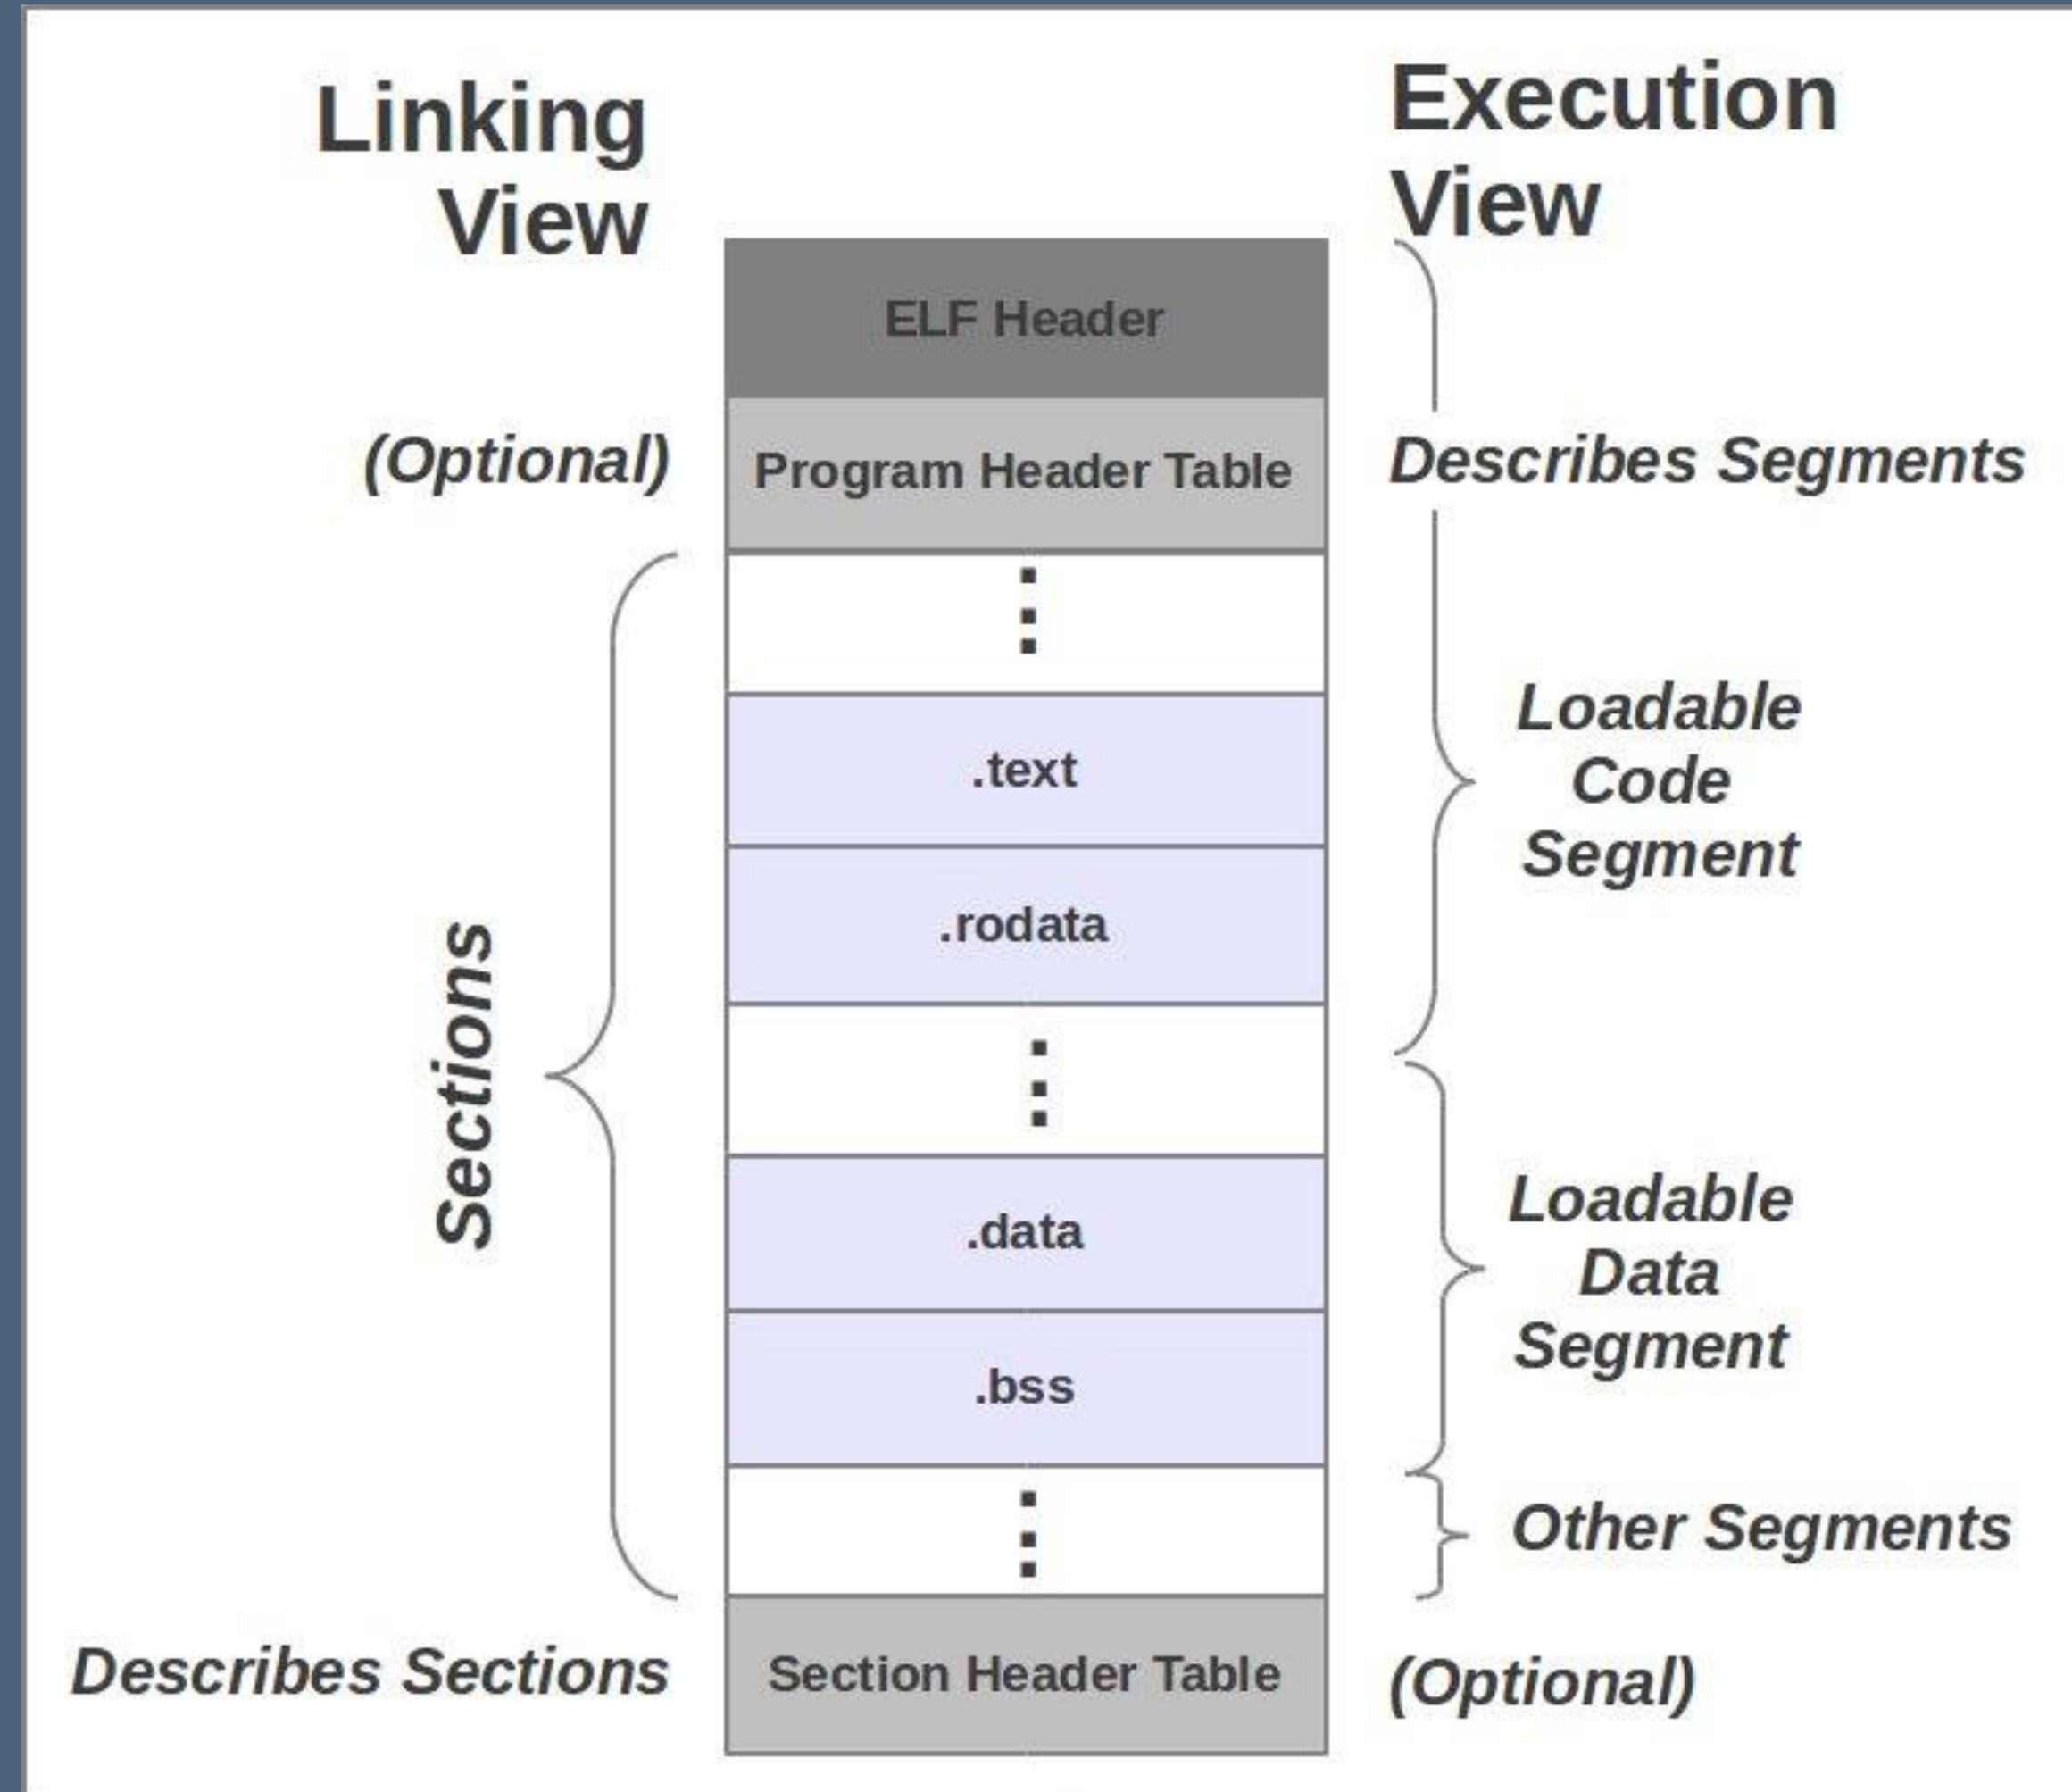 Linking
View
Execution
View
ELF Header
(Optional)
Program Header Table
Describes Segments
.text
.rodata
Loadable
Code
Segment
Sections
.data
.bss
Loadable
Data
Segment
Other Segments
Describes Sections
Section Header Table
(Optional)